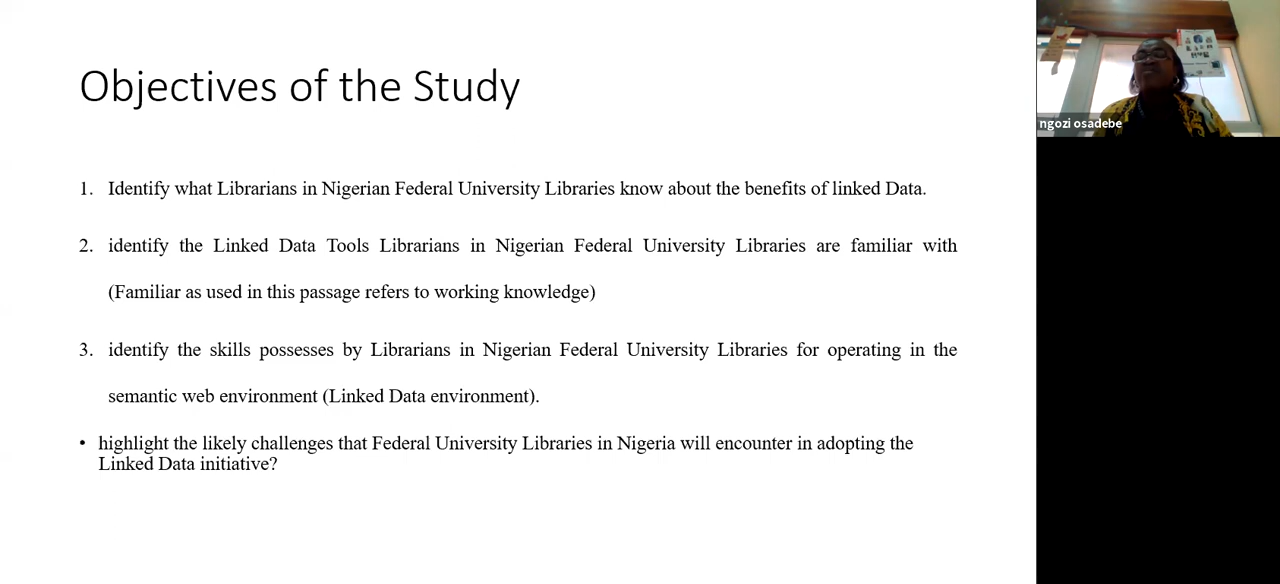 Objectives of the Study
1. Identify what Librarians in Nigerian Federal University Libraries know about the benefits of linked Data.
2. identify the Linked Data Tools Librarians in Nigerian Federal University Libraries are familiar with
(Familiar as used in this passage refers to working knowledge)
3. identify the skills possesses by Librarians in Nigerian Federal University Libraries for operating in the
semantic web environment (Linked Data environment).
• highlight the likely challenges that Federal University Libraries in Nigeria will encounter in adopting the
Linked Data initiative?
ngozi osadebe